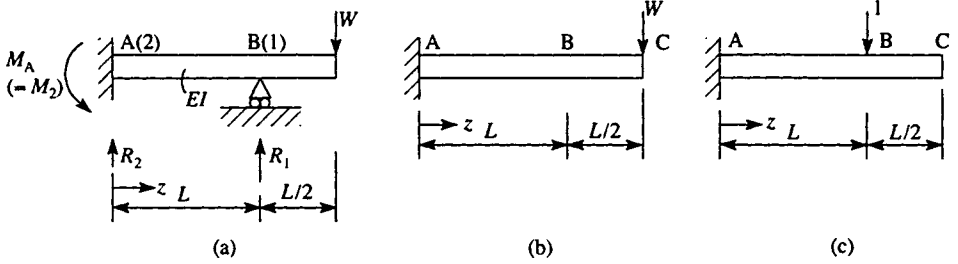 A(2) B(1) W
M_A
(= M_2)
EI
R_2 R_1
z L L/2
(a)
W
A B C
z L L/2
(b)
1
A B C
z L L/2
(c)